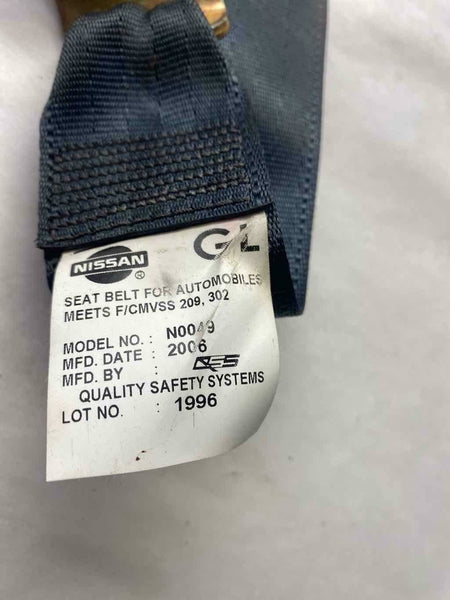 NISSAN ®
GL
SEAT BELT FOR AUTOMOBILES
MEETS F/CMVSS 209, 302
MODEL NO. : N0049
MFD. DATE : 2006
MFD. BY : QSS
QUALITY SAFETY SYSTEMS
LOT NO. : 1996